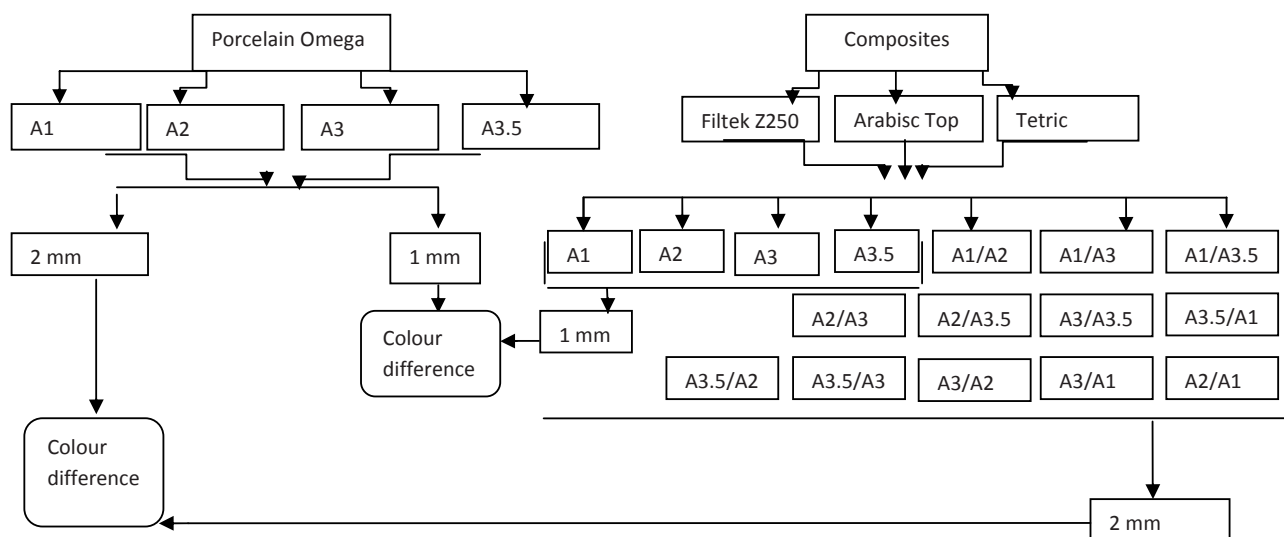 Porcelain Omega
Composites
A1
A2
A3
A3.5
Filtek Z250
Arabisc Top
Tetric
2 mm
1 mm
A1
A2
A3
A3.5
A1/A2
A1/A3
A1/A3.5
A2/A3
A2/A3.5
A3/A3.5
A3.5/A1
Colour
difference
1 mm
A3.5/A2
A3.5/A3
A3/A2
A3/A1
A2/A1
Colour
difference
2 mm